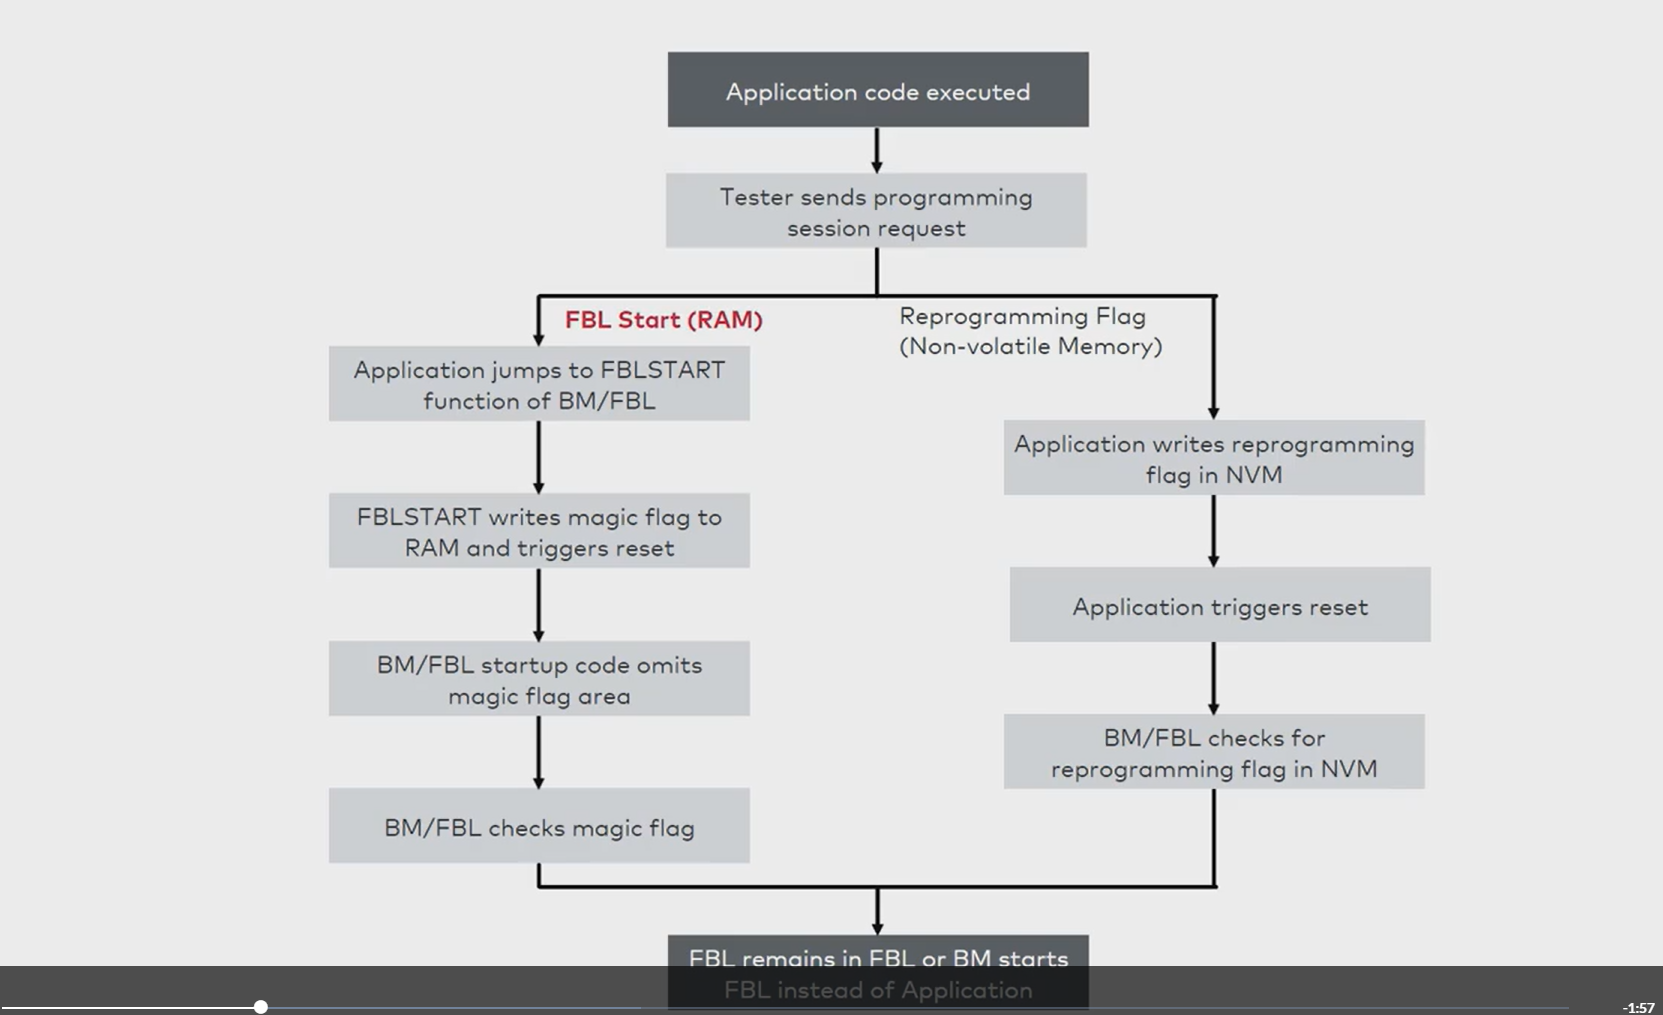 Application code executed
Tester sends programming
session request
FBL Start (RAM)
Reprogramming Flag
(Non-volatile Memory)
Application jumps to FBLSTART
function of BM/FBL
Application writes reprogramming
flag in NVM
FBLSTART writes magic flag to
RAM and triggers reset
Application triggers reset
BM/FBL startup code omits
magic flag area
BM/FBL checks for
reprogramming flag in NVM
BM/FBL checks magic flag
FBL remains in FBL or BM starts
FBL instead of Application
-1:57